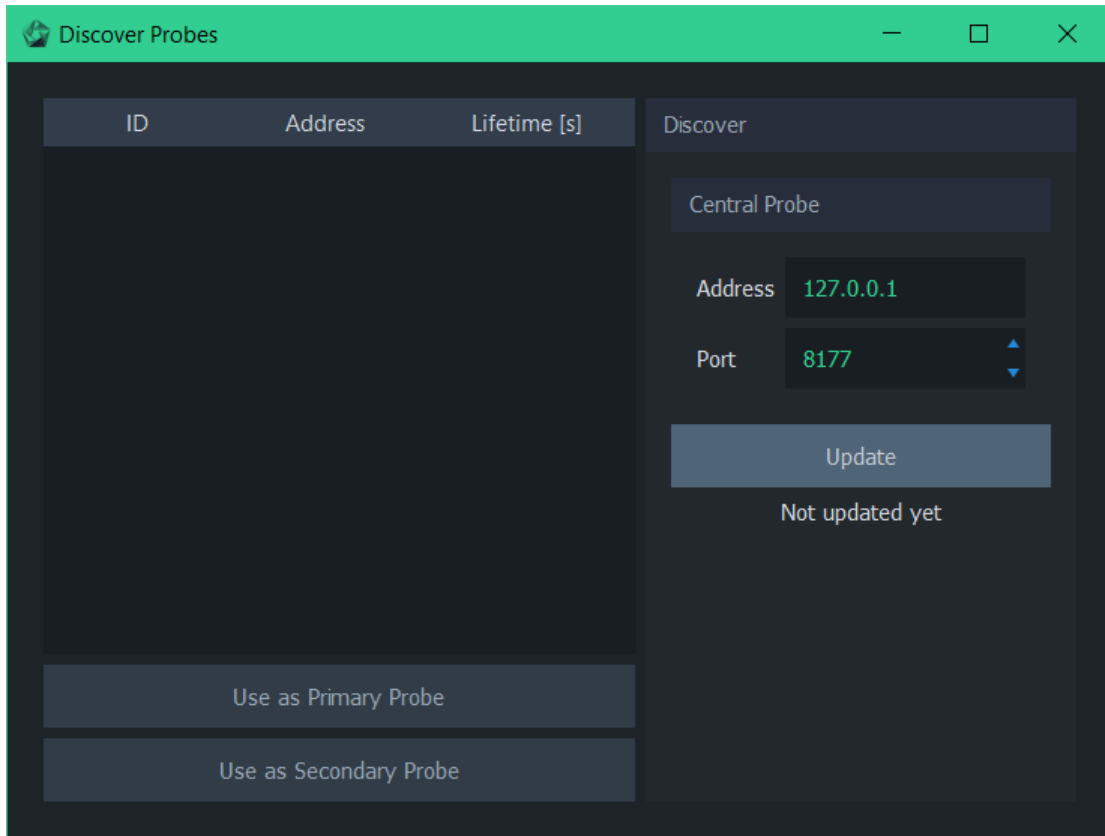 Discover Probes
ID Address Lifetime [s]
Use as Primary Probe
Use as Secondary Probe
Discover
Central Probe
Address 127.0.0.1
Port 8177
Update
Not updated yet